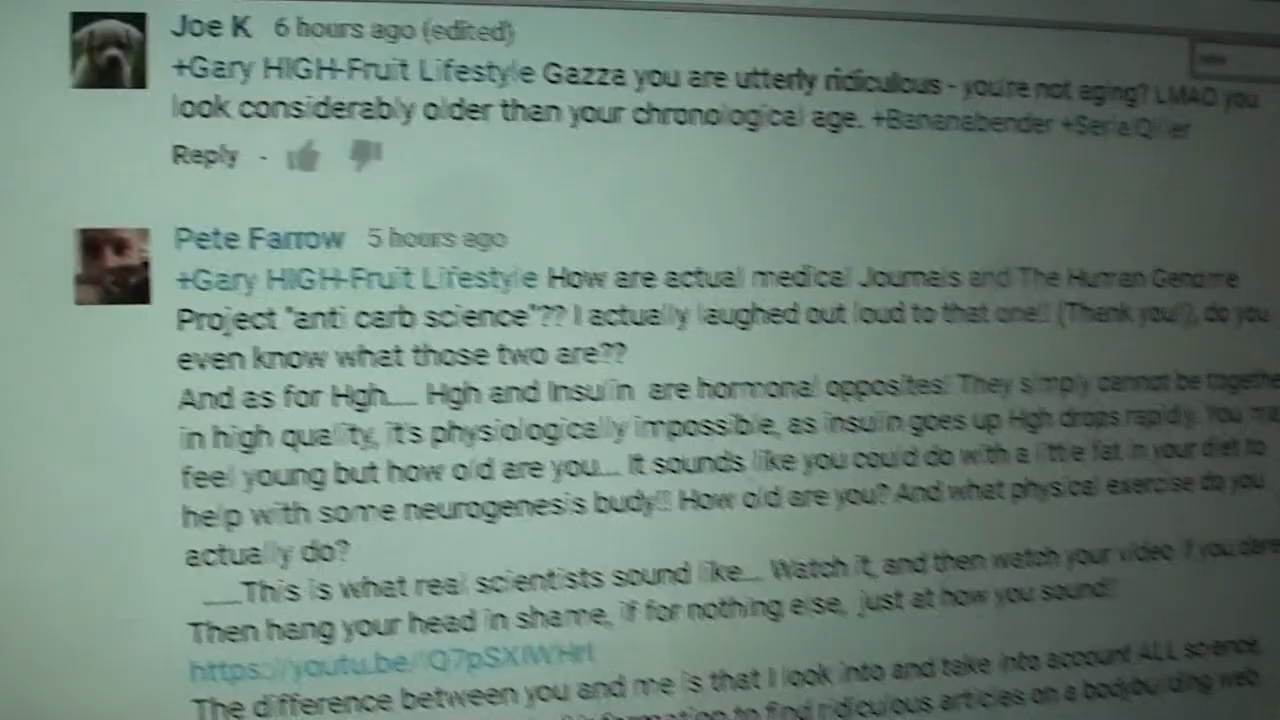 Joe K 6 hours ago (edited)
+Gary HIGH-Fruit Lifestyle Gazza you are utterly ridiculous - you're not aging? LMAO you
look considerably older than your chronological age. +Bananabender
Reply
Pete Farrow 5 hours ago
+Gary HIGH-Fruit Lifestyle How are actual medical Journals and The Human Genome
Project "anti carb science"?? I actually laughed out loud to that one!! (Thank you!!), do you
even know what those two are??
And as for Hgh.... Hgh and Insulin are hormonal opposites! They simply cannot be
in high quality, it's physiologically impossible, as insulin goes up Hgh drops rapidly. You
feel young but how old are you.... It sounds like you could do with a little fat in your diet to
help with some neurogenesis budy!!! How old are you? And what physical exercise do you
actually do?
....This is what real scientists sound like.... Watch it, and then watch your video if you
Then hang your head in shame, if for nothing else, just at how you sound!
The difference between you and me is that I look into and take into account ALL science.
to find ridiculous articles on a bodybuilding web